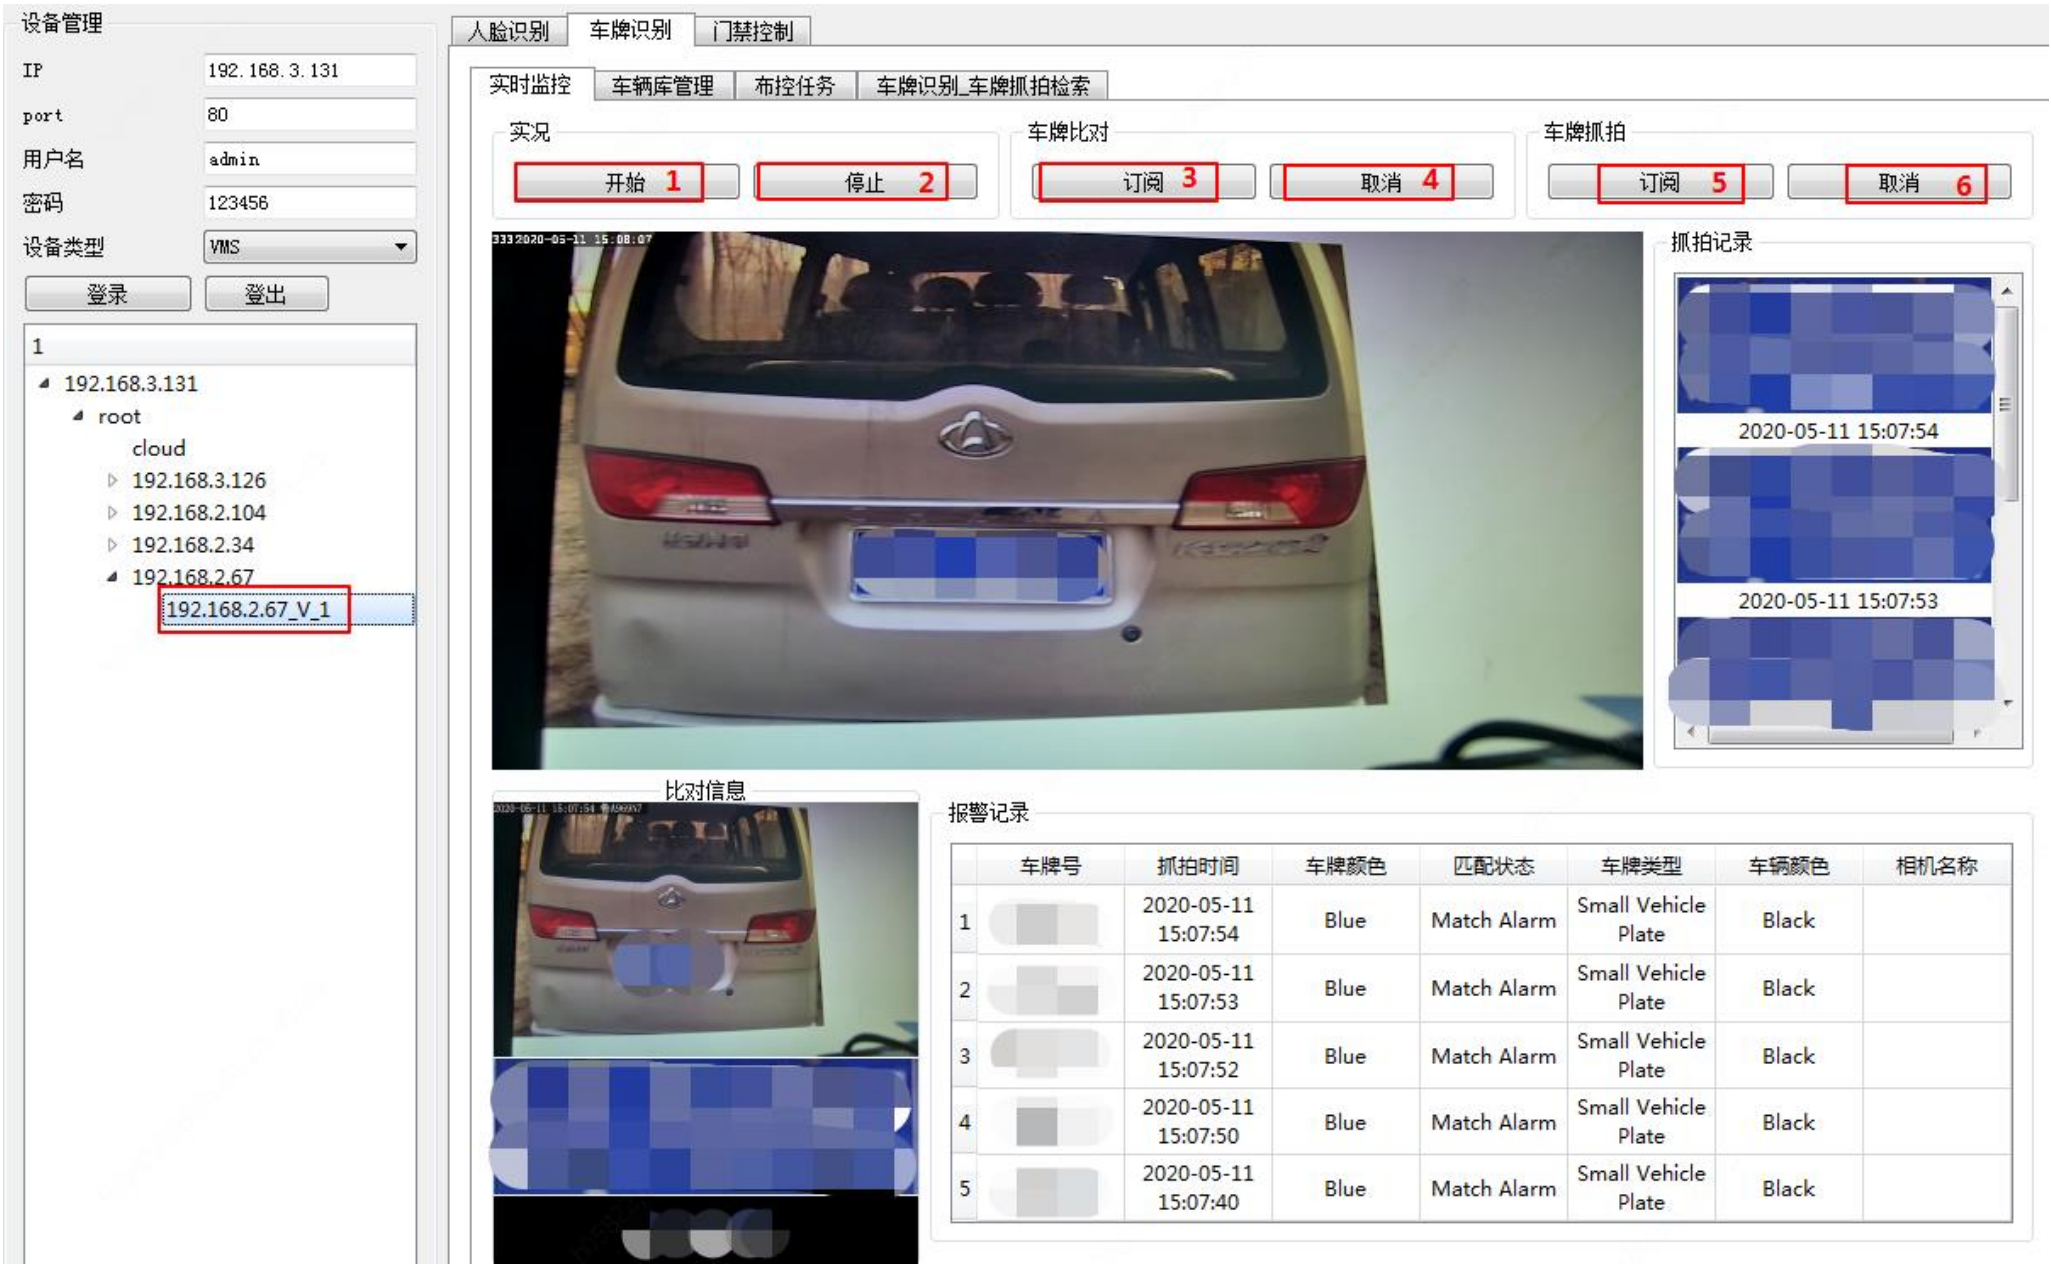 设备管理
IP 192.168.3.131
port 80
用户名 admin
密码 123456
设备类型 VMS
登录 登出
1
192.168.3.131
root
cloud
192.168.3.126
192.168.2.104
192.168.2.34
192.168.2.67
192.168.2.67_V_1
人脸识别 车牌识别 门禁控制
实时监控 车辆库管理 布控任务 车牌识别_车牌抓拍检索
实况 车牌比对 车牌抓拍
开始 1 停止 2 订阅 3 取消 4 订阅 5 取消 6
3332020-05-11 15:08:07
抓拍记录
2020-05-11 15:07:54
2020-05-11 15:07:53
比对信息
2020-05-11 15:07:54
报警记录
车牌号 抓拍时间 车牌颜色 匹配状态 车牌类型 车辆颜色 相机名称
1 2020-05-11 15:07:54 Blue Match Alarm Small Vehicle Plate Black
2 2020-05-11 15:07:53 Blue Match Alarm Small Vehicle Plate Black
3 2020-05-11 15:07:52 Blue Match Alarm Small Vehicle Plate Black
4 2020-05-11 15:07:50 Blue Match Alarm Small Vehicle Plate Black
5 2020-05-11 15:07:40 Blue Match Alarm Small Vehicle Plate Black